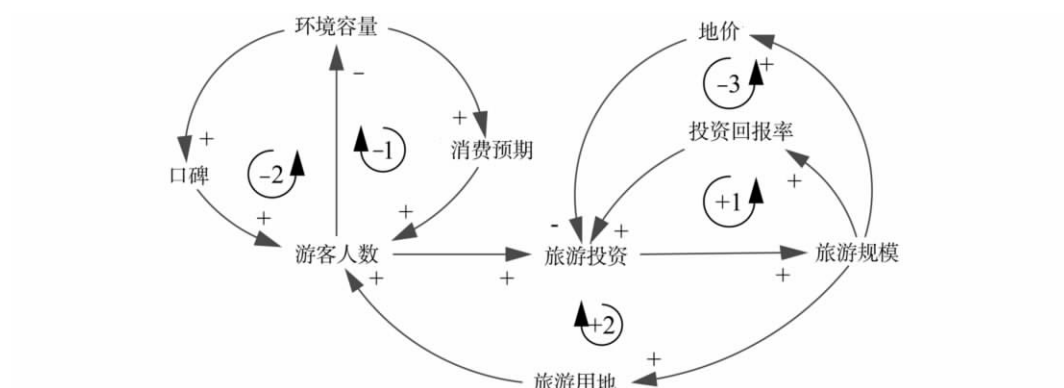 环境容量
地价
+
–
–3
+
+
投资回报率
–1
消费预期
口碑
–2
+
+1
+
+
-
+
游客人数
旅游投资
旅游规模
+
+
+
+2
+
旅游用地